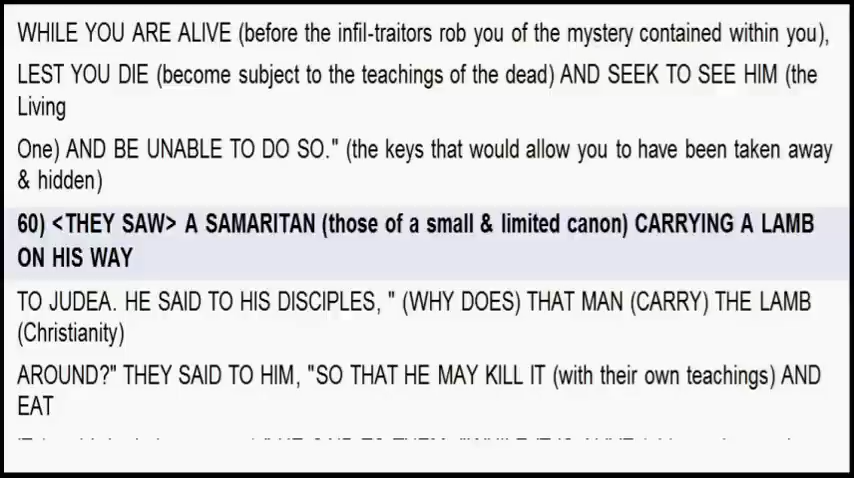 WHILE YOU ARE ALIVE (before the infil-traitors rob you of the mystery contained within you),
LEST YOU DIE (become subject to the teachings of the dead) AND SEEK TO SEE HIM (the
Living
One) AND BE UNABLE TO DO SO." (the keys that would allow you to have been taken away
& hidden)
60) <THEY SAW> A SAMARITAN (those of a small & limited canon) CARRYING A LAMB
ON HIS WAY
TO JUDEA. HE SAID TO HIS DISCIPLES, " (WHY DOES) THAT MAN (CARRY) THE LAMB
(Christianity)
AROUND?" THEY SAID TO HIM, "SO THAT HE MAY KILL IT (with their own teachings) AND
EAT